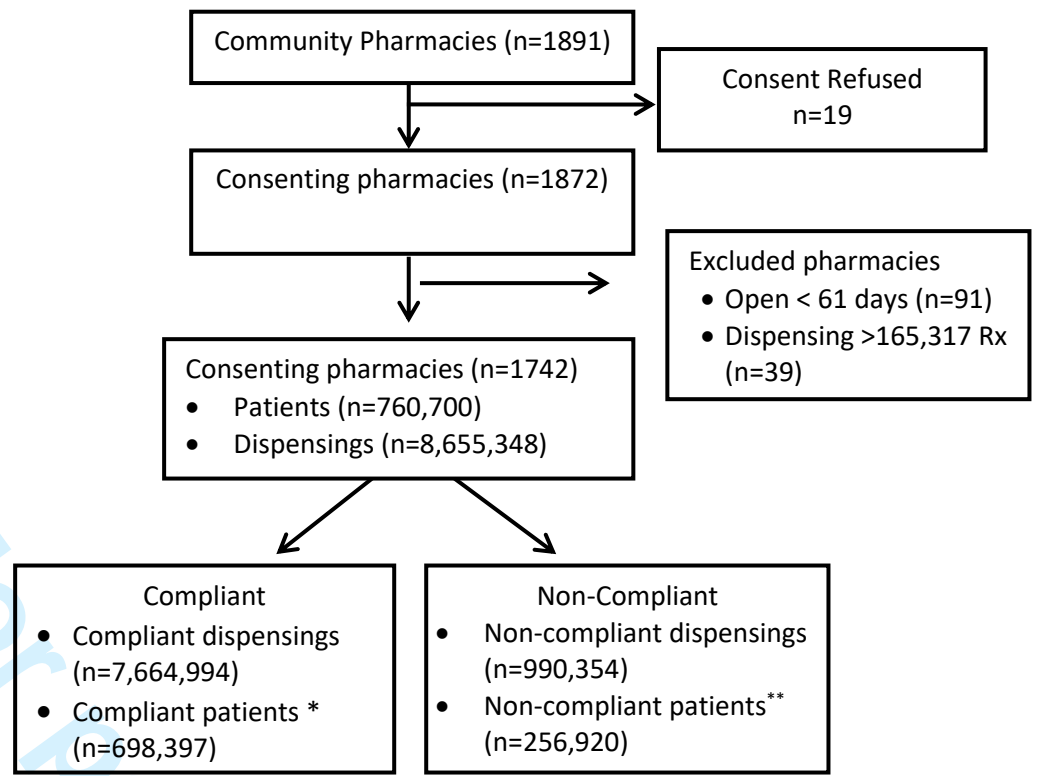 Community Pharmacies (n=1891)
Consent Refused
n=19
Consenting pharmacies (n=1872)
Excluded pharmacies
• Open < 61 days (n=91)
• Dispensing >165,317 Rx
(n=39)
Consenting pharmacies (n=1742)
• Patients (n=760,700)
• Dispensings (n=8,655,348)
Compliant
• Compliant dispensings
(n=7,664,994)
• Compliant patients *
(n=698,397)
Non-Compliant
• Non-compliant dispensings
(n=990,354)
• Non-compliant patients**
(n=256,920)